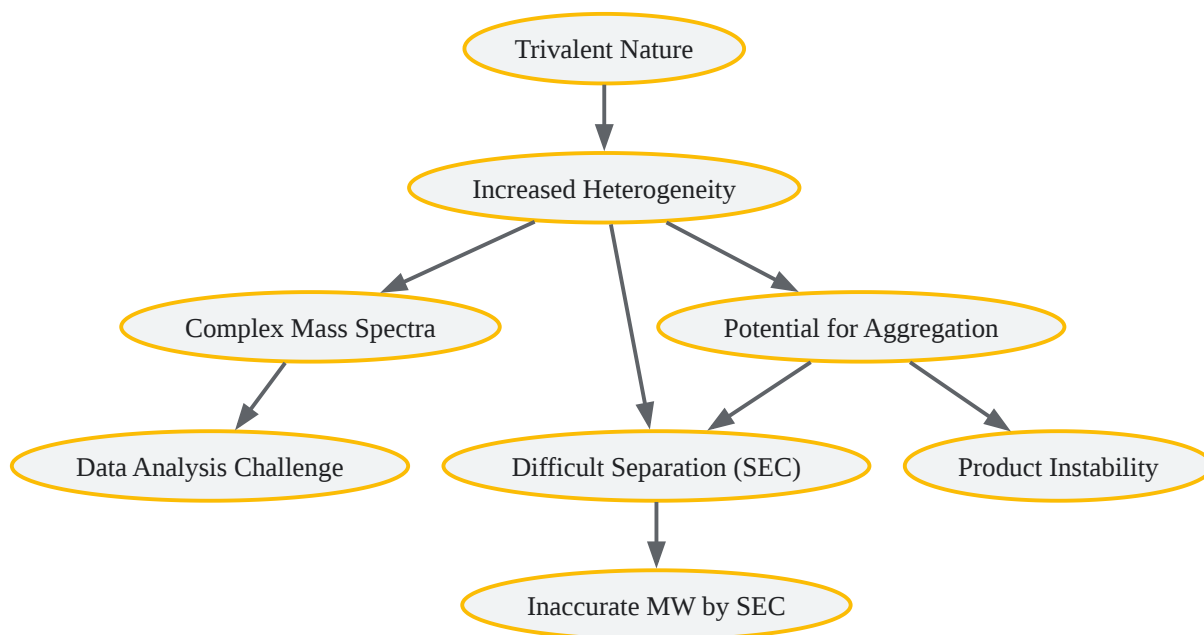 Trivalent Nature
Increased Heterogeneity
Complex Mass Spectra
Potential for Aggregation
Data Analysis Challenge
Difficult Separation (SEC)
Product Instability
Inaccurate MW by SEC